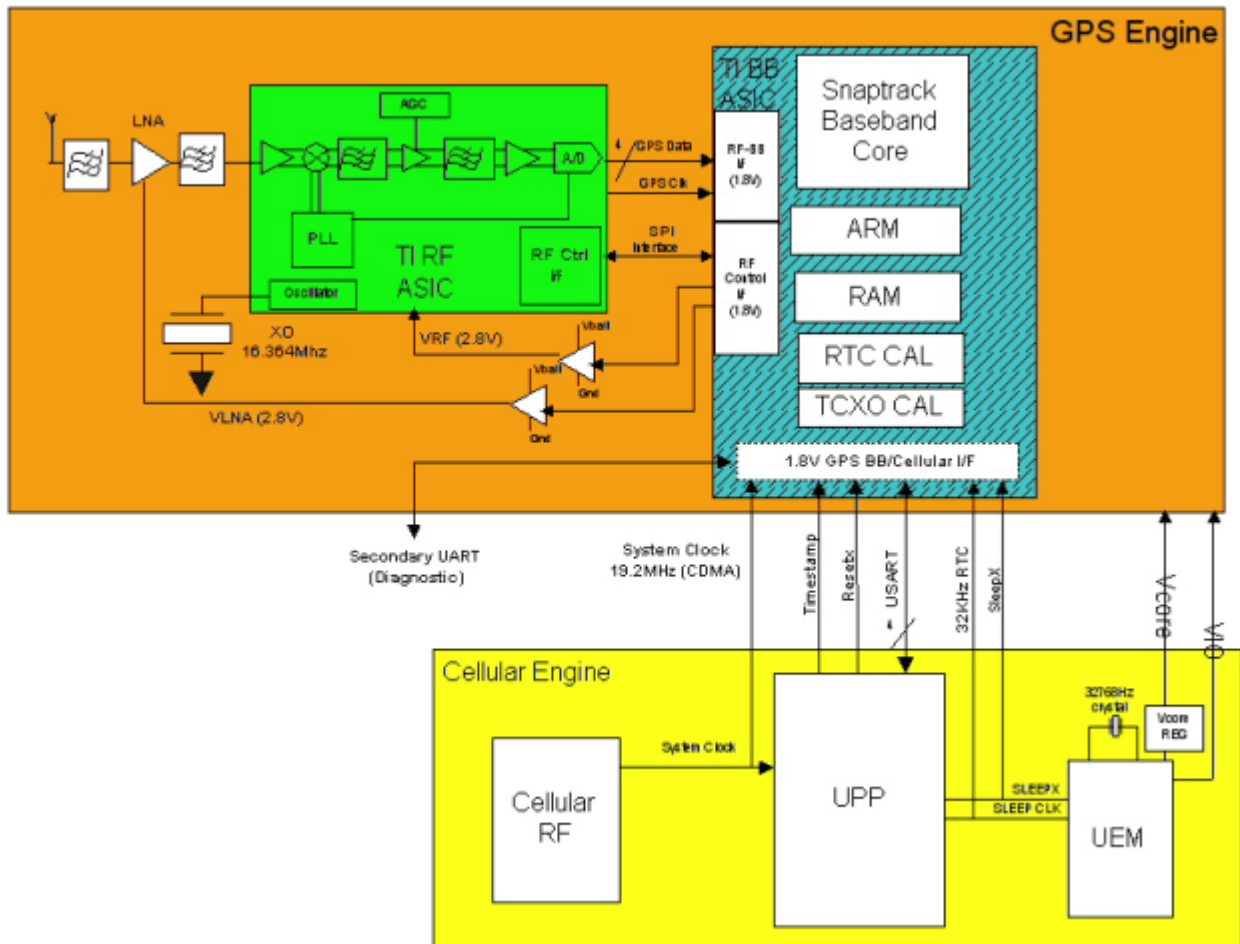 GPS Engine
TI BB
ASIC
Snaptrack
Baseband
Core
LNA
AGC
A/D
4
GPS Data
GPS Clk
RF-BB
I/F
(1.8V)
PLL
TI RF
ASIC
RF Ctrl
I/F
SPI
Interface
RF
Control
I/F
(1.8V)
ARM
RAM
Oscillator
XO
16.364Mhz
VRF (2.8V)
Vbatt
Gnd
RTC CAL
Vbatt
Gnd
TCXO CAL
VLNA (2.8V)
1.8V GPS BB/Cellular I/F
Secondary UART
(Diagnostic)
System Clock
19.2MHz (CDMA)
Timestamp
Resetx
4
USART
32KHz RTC
SleepX
Vcore
VIO
Cellular Engine
32768Hz
crystal
Vcore
REG
System Clock
Cellular
RF
UPP
SLEEPX
SLEEP CLK
UEM